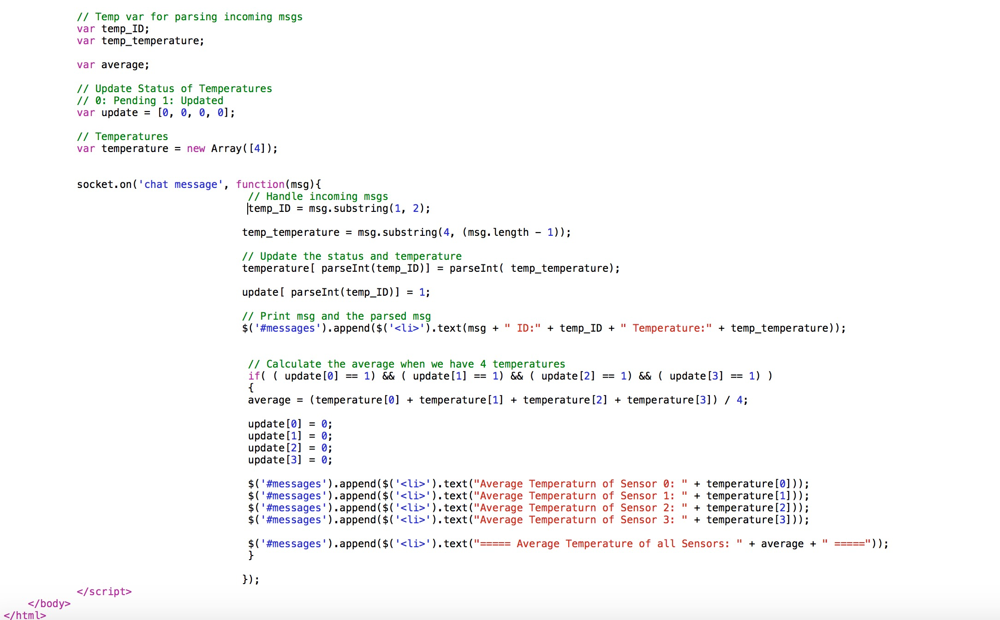 // Temp var for parsing incoming msgs
var temp_ID;
var temp_temperature;
var average;
// Update Status of Temperatures
// 0: Pending 1: Updated
var update = [0, 0, 0, 0];
// Temperatures
var temperature = new Array([4]);
socket.on('chat message', function(msg){
// Handle incoming msgs
temp_ID = msg.substring(1, 2);
temp_temperature = msg.substring(4, (msg.length - 1));
// Update the status and temperature
temperature[ parseInt(temp_ID)] = parseInt( temp_temperature);
update[ parseInt(temp_ID)] = 1;
// Print msg and the parsed msg
$('#messages').append($('<li>').text(msg + " ID:" + temp_ID + " Temperature:" + temp_temperature));
// Calculate the average when we have 4 temperatures
if( ( update[0] == 1) && ( update[1] == 1) && ( update[2] == 1) && ( update[3] == 1) )
{
average = (temperature[0] + temperature[1] + temperature[2] + temperature[3]) / 4;
update[0] = 0;
update[1] = 0;
update[2] = 0;
update[3] = 0;
$('#messages').append($('<li>').text("Average Temperaturn of Sensor 0: " + temperature[0]));
$('#messages').append($('<li>').text("Average Temperaturn of Sensor 1: " + temperature[1]));
$('#messages').append($('<li>').text("Average Temperaturn of Sensor 2: " + temperature[2]));
$('#messages').append($('<li>').text("Average Temperaturn of Sensor 3: " + temperature[3]));
$('#messages').append($('<li>').text("===== Average Temperature of all Sensors: " + average + " ====="));
}
});
</script>
</body>
</html>